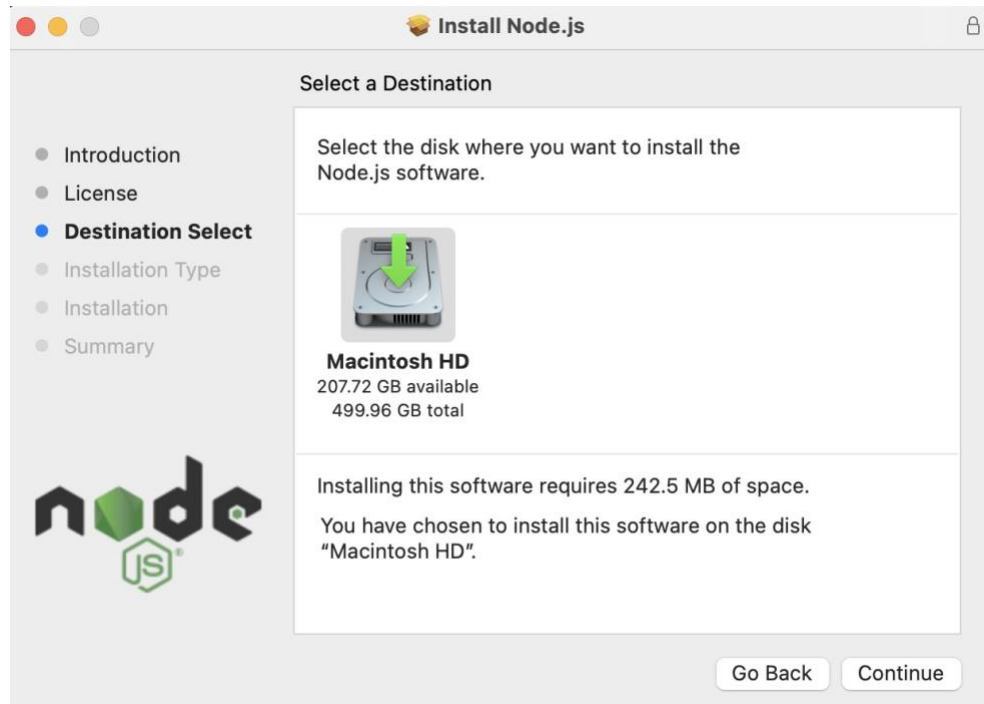 Install Node.js
Select a Destination
Introduction
License
Destination Select
Installation Type
Installation
Summary
Select the disk where you want to install the
Node.js software.
Macintosh HD
207.72 GB available
499.96 GB total
Installing this software requires 242.5 MB of space.
You have chosen to install this software on the disk
“Macintosh HD”.
node
JS®
Go Back
Continue